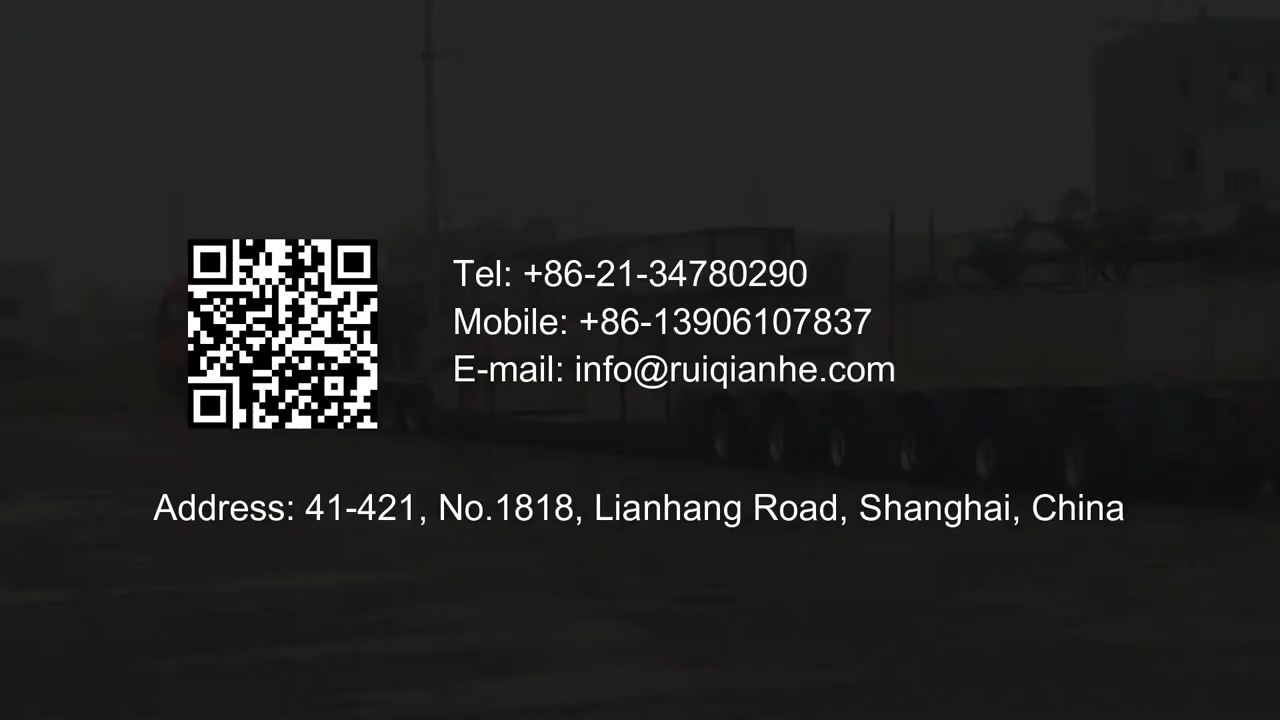 Tel: +86-21-34780290
Mobile: +86-13906107837
E-mail: info@ruiqianhe.com
Address: 41-421, No.1818, Lianhang Road, Shanghai, China